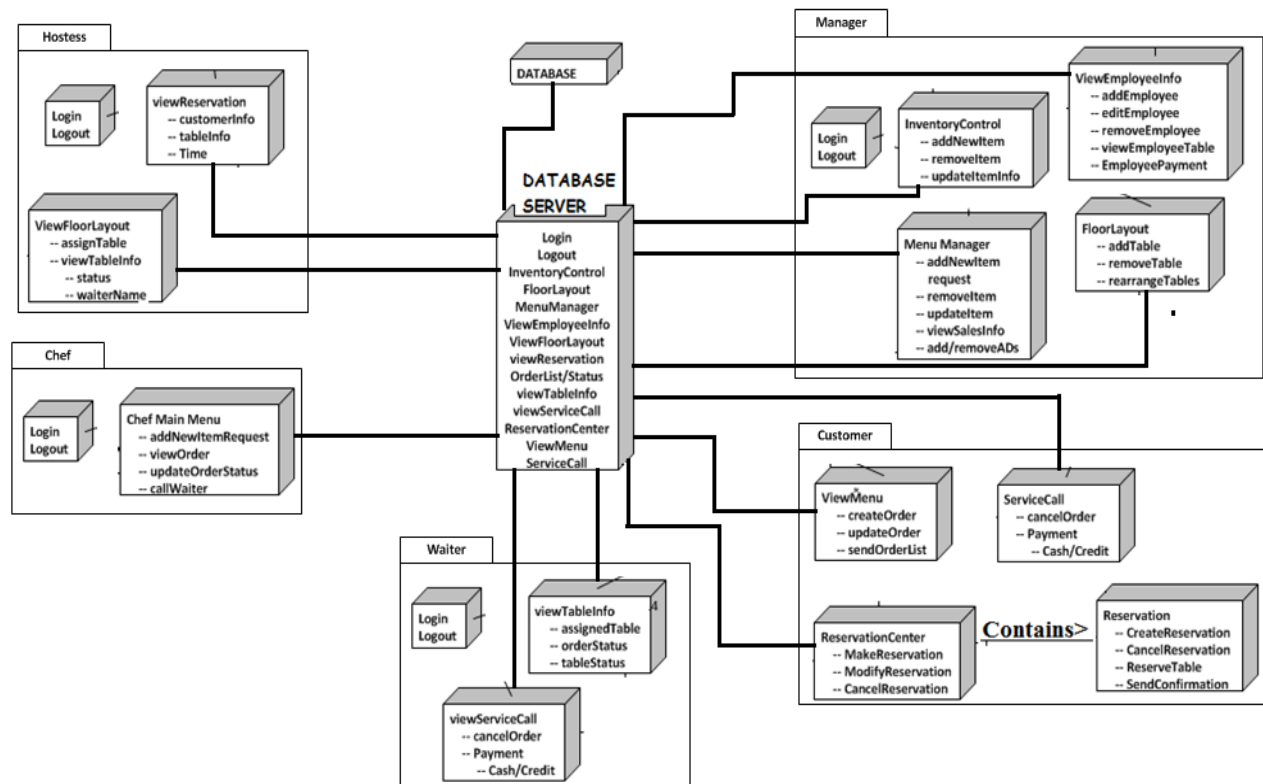 Hostess
Login
Logout
viewReservation
-- customerInfo
-- tableInfo
-- Time
ViewFloorLayout
-- assignTable
-- viewTableInfo
-- status
-- waiterName
Chef
Login
Logout
Chef Main Menu
-- addNewItemRequest
-- viewOrder
-- updateOrderStatus
-- callWaiter
DATABASE
DATABASE
SERVER
Login
Logout
InventoryControl
FloorLayout
MenuManager
ViewEmployeeInfo
ViewFloorLayout
viewReservation
OrderList/Status
viewTableInfo
viewServiceCall
ReservationCenter
ViewMenu
ServiceCall
Waiter
Login
Logout
viewTableInfo
-- assignedTable
-- orderStatus
-- tableStatus
4
viewServiceCall
-- cancelOrder
-- Payment
-- Cash/Credit
Manager
Login
Logout
InventoryControl
-- addNewItem
-- removeItem
-- updateItemInfo
ViewEmployeeInfo
-- addEmployee
-- editEmployee
-- removeEmployee
-- viewEmployeeTable
-- EmployeePayment
Menu Manager
-- addNewItem
request
-- removeItem
-- updateItem
-- viewSalesInfo
-- add/removeADs
FloorLayout
-- addTable
-- removeTable
-- rearrangeTables
Customer
ViewMenu
-- createOrder
-- updateOrder
-- sendOrderList
ServiceCall
-- cancelOrder
-- Payment
-- Cash/Credit
ReservationCenter
-- MakeReservation
-- ModifyReservation
-- CancelReservation
Contains>
Reservation
-- CreateReservation
-- CancelReservation
-- ReserveTable
-- SendConfirmation